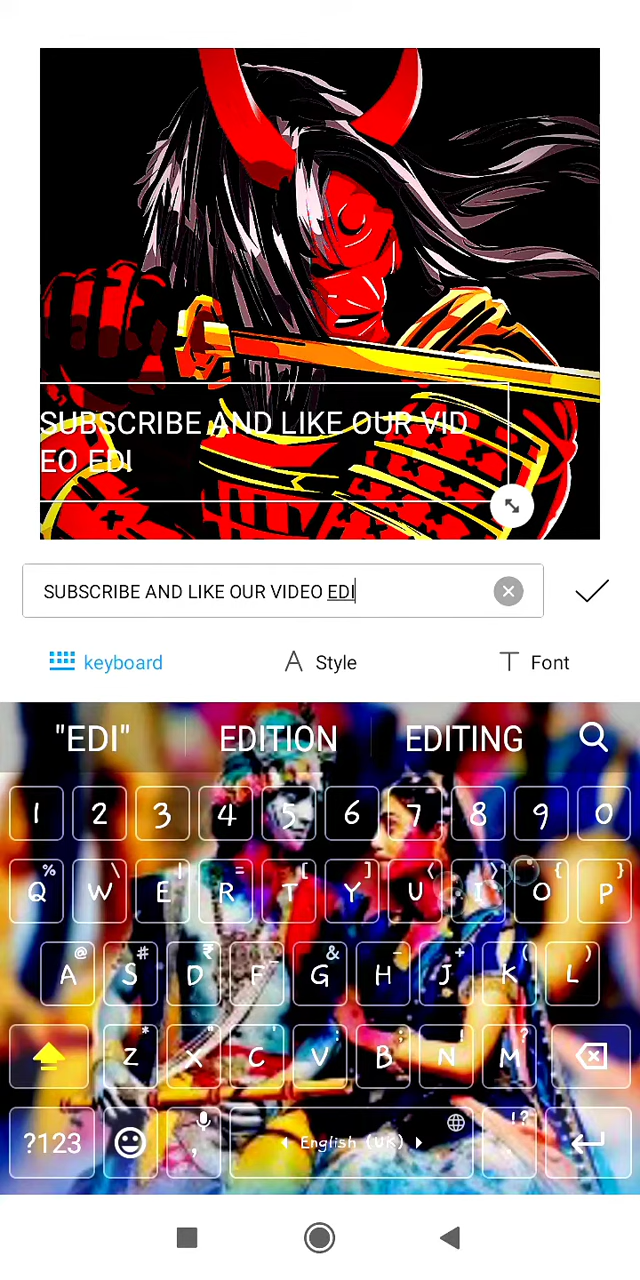 SUBSCRIBE AND LIKE OUR VID
EO EDI
SUBSCRIBE AND LIKE OUR VIDEO EDI
keyboard
A Style
T Font
"EDI" EDITION EDITING
1 2 3 4 5 6 7 8 9 0
% \ | = [ ] < > { }
Q W E R T Y U I O P
@ # ₹ _ & - + ( )
A S D F G H J K L
* " ' : ; ! ?
Z X C V B N M
?123 , English (UK) !?